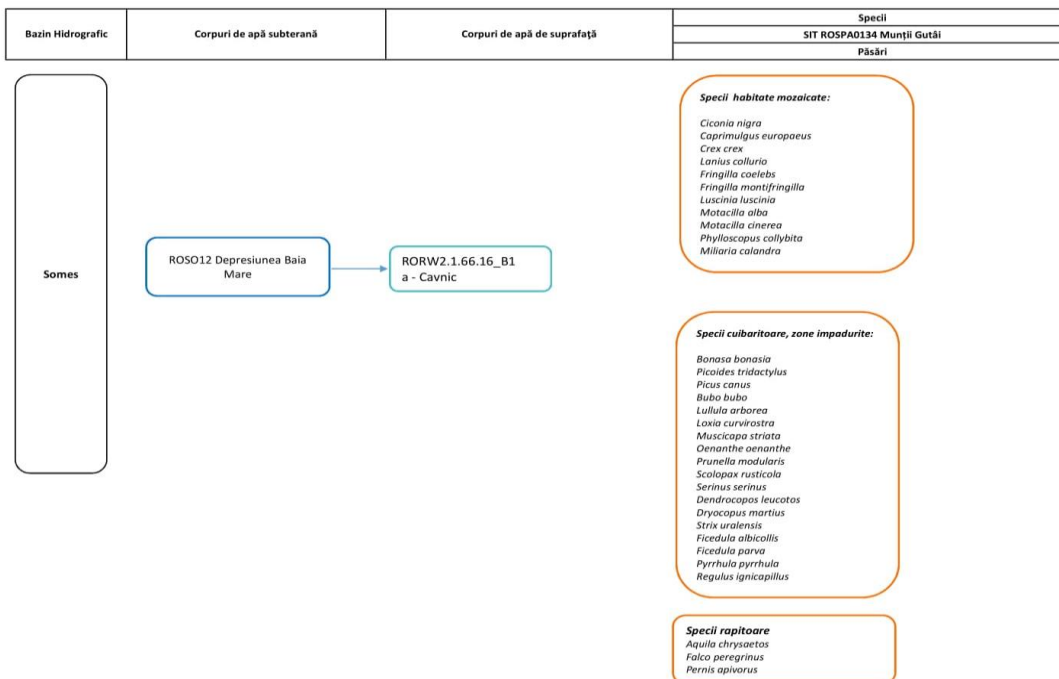 Bazin Hidrografic
Corpuri de apă subterană
Corpuri de apă de suprafață
Specii
SIT ROSPA0134 Munții Gutâi
Păsări
Somes
ROSO12 Depresiunea Baia
Mare
RORW2.1.66.16_B1
a - Cavnic
Specii habitate mozaicate:
Ciconia nigra
Caprimulgus europaeus
Crex crex
Lanius collurio
Fringilla coelebs
Fringilla montifringilla
Luscinia luscinia
Motacilla alba
Motacilla cinerea
Phylloscopus collybita
Miliaria calandra
Specii cuibaritoare, zone impadurite:
Bonasa bonasia
Picoides tridactylus
Picus canus
Bubo bubo
Lullula arborea
Loxia curvirostra
Muscicapa striata
Oenanthe oenanthe
Prunella modularis
Scolopax rusticola
Serinus serinus
Dendrocopos leucotos
Dryocopus martius
Strix uralensis
Ficedula albicollis
Ficedula parva
Pyrrhula pyrrhula
Regulus ignicapillus
Specii rapitoare
Aquila chrysaetos
Falco peregrinus
Pernis apivorus